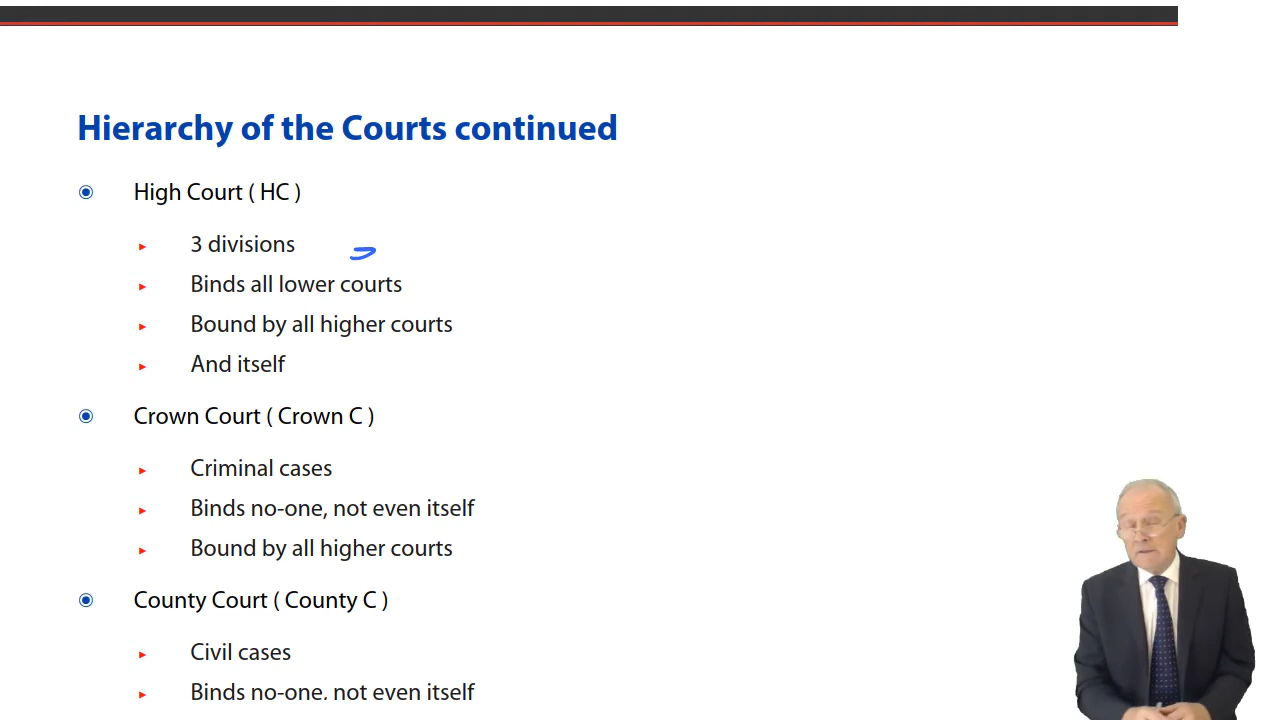 Hierarchy of the Courts continued
High Court ( HC )
3 divisions
Binds all lower courts
Bound by all higher courts
And itself
Crown Court ( Crown C )
Criminal cases
Binds no-one, not even itself
Bound by all higher courts
County Court ( County C )
Civil cases
Binds no-one, not even itself